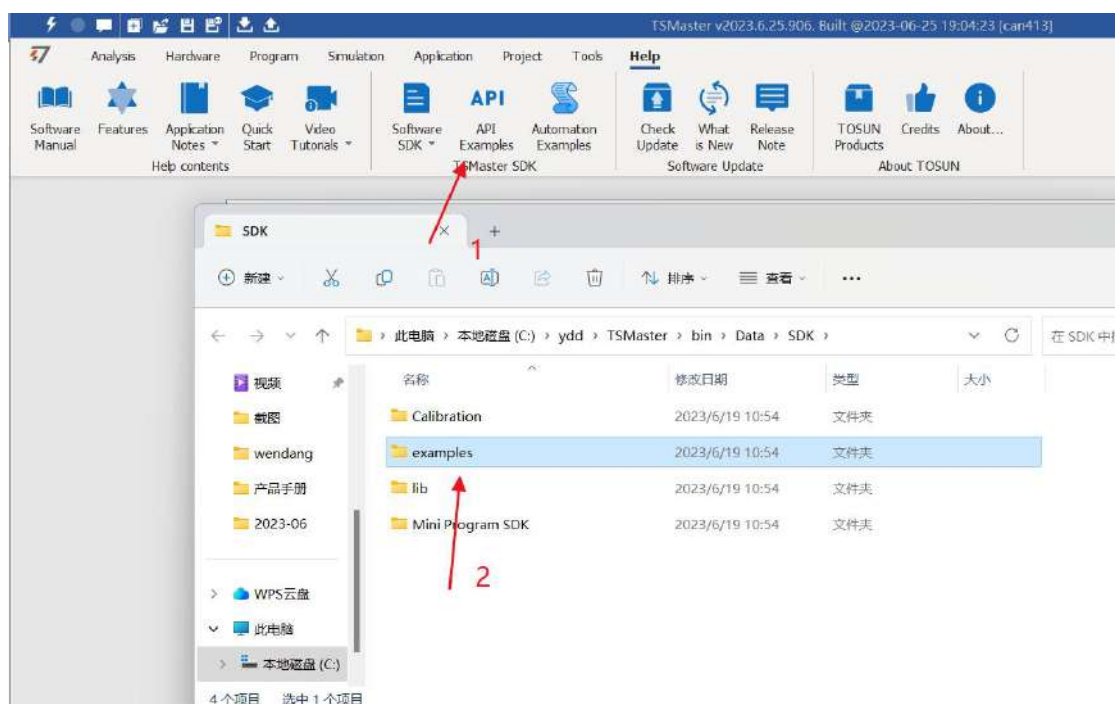 TSMaster v2023.6.25.906. Built @2023-06-25 19:04:23 [can413]
Analysis Hardware Program Simulation Application Project Tools Help
Software Manual
Features
Application Notes
Quick Start
Video Tutorials
Software SDK
API
API Examples
Automation Examples
Check Update
What is New
Release Note
TOSUN Products
Credits
About...
Help contents
TSMaster SDK
Software Update
About TOSUN
SDK
1
新建
排序
查看
此电脑 › 本地磁盘 (C:) › ydd › TSMaster › bin › Data › SDK ›
在 SDK 中
视频
截图
wendang
产品手册
2023-06
WPS云盘
此电脑
本地磁盘 (C:)
名称 修改日期 类型 大小
Calibration 2023/6/19 10:54 文件夹
examples 2023/6/19 10:54 文件夹
lib 2023/6/19 10:54 文件夹
Mini Program SDK 2023/6/19 10:54 文件夹
2
4 个项目 选中 1 个项目